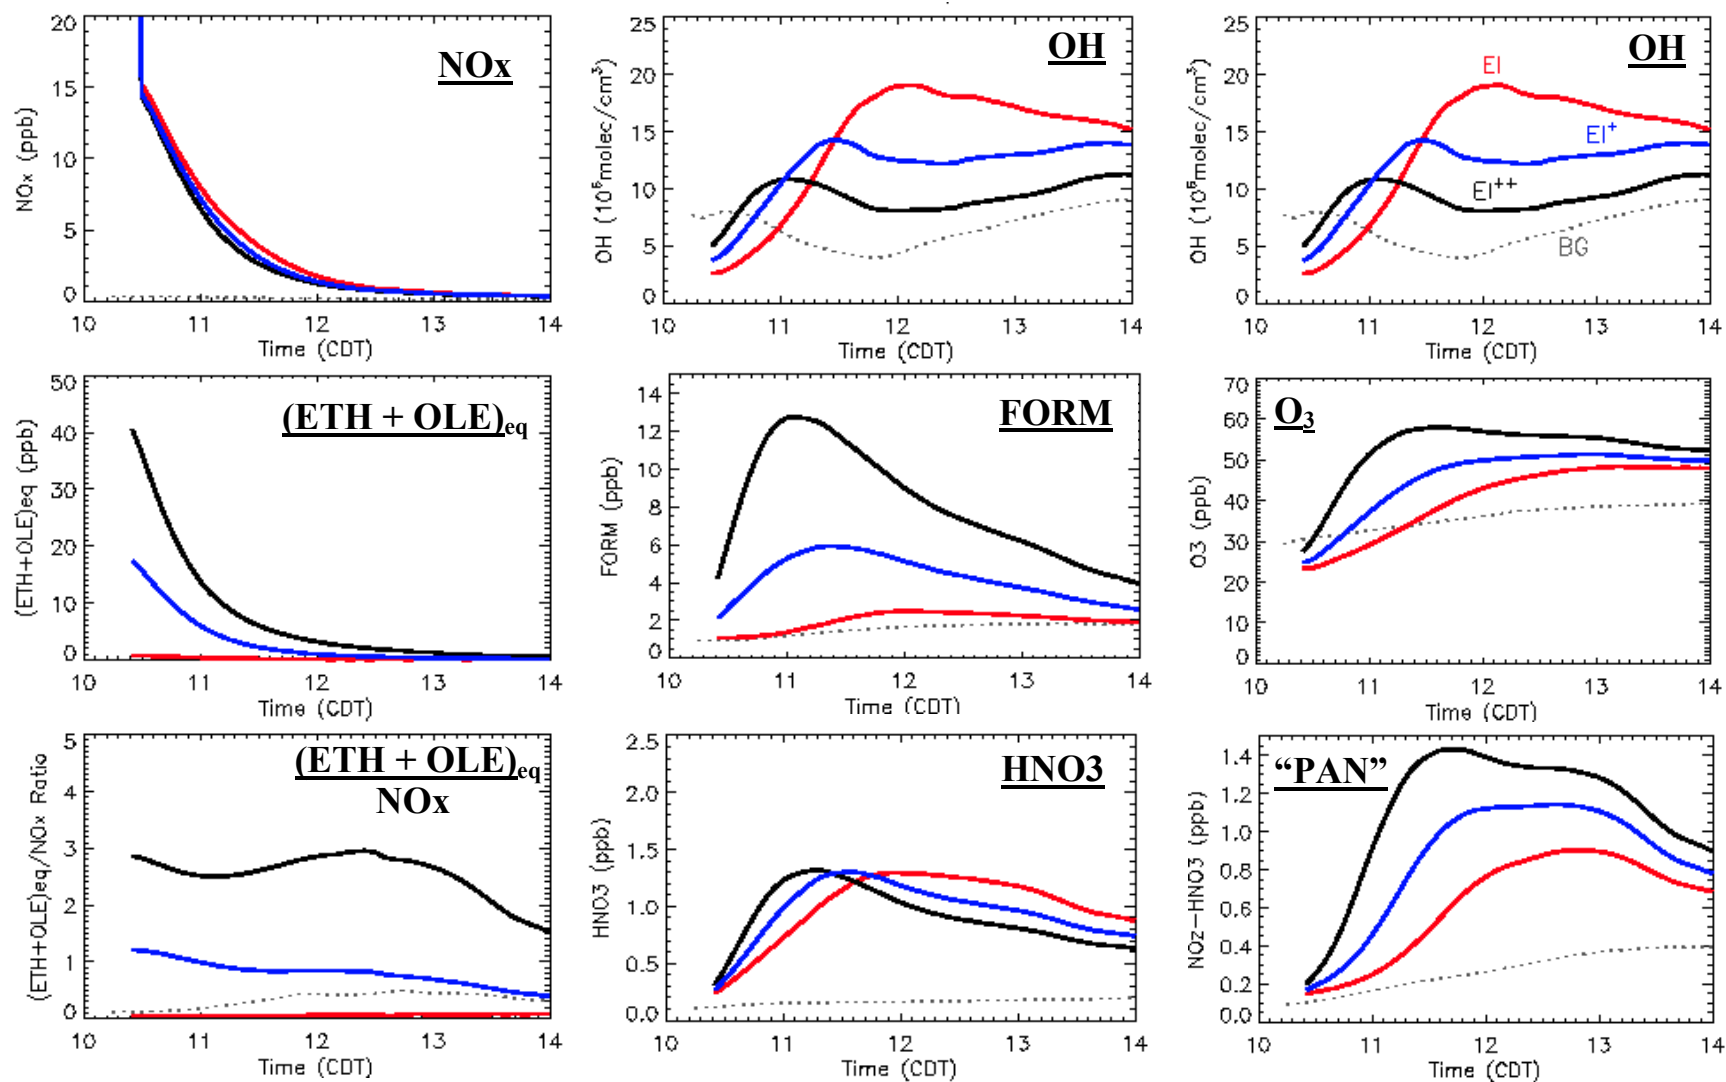 NOx
20
15
10
5
0
NOx (ppb)
10 11 12 13 14
Time (CDT)
OH
25
20
15
10
5
0
OH (10⁶molec/cm³)
10 11 12 13 14
Time (CDT)
OH
25
20
15
10
5
0
OH (10⁶molec/cm³)
EI
EI⁺
EI⁺⁺
BG
10 11 12 13 14
Time (CDT)
(ETH + OLE)eq
50
40
30
20
10
0
(ETH+OLE)eq (ppb)
10 11 12 13 14
Time (CDT)
FORM
14
12
10
8
6
4
2
0
FORM (ppb)
10 11 12 13 14
Time (CDT)
O3
70
60
50
40
30
20
10
0
O3 (ppb)
10 11 12 13 14
Time (CDT)
(ETH + OLE)eq
NOx
5
4
3
2
1
0
(ETH+OLE)eq/NOx Ratio
10 11 12 13 14
Time (CDT)
HNO3
2.5
2.0
1.5
1.0
0.5
0.0
HNO3 (ppb)
10 11 12 13 14
Time (CDT)
“PAN”
1.4
1.2
1.0
0.8
0.6
0.4
0.2
0.0
NOz−HNO3 (ppb)
10 11 12 13 14
Time (CDT)